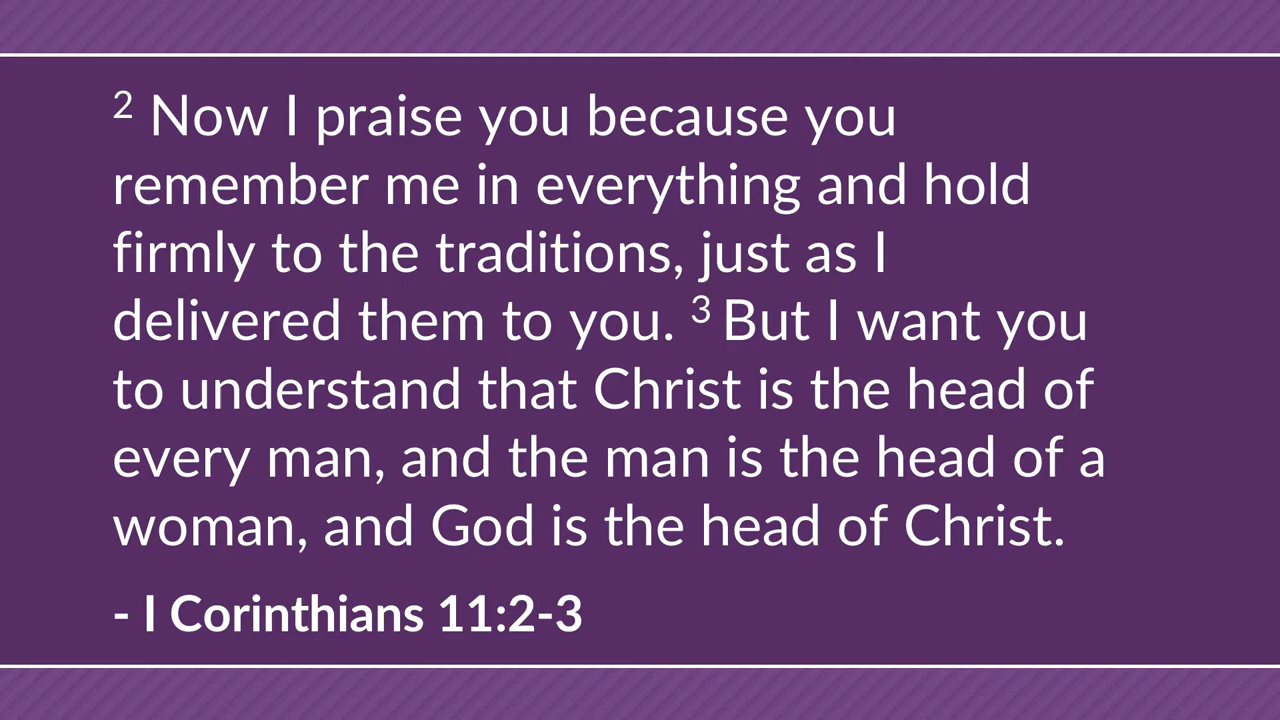 2 Now I praise you because you
remember me in everything and hold
firmly to the traditions, just as I
delivered them to you. 3 But I want you
to understand that Christ is the head of
every man, and the man is the head of a
woman, and God is the head of Christ.
- I Corinthians 11:2-3